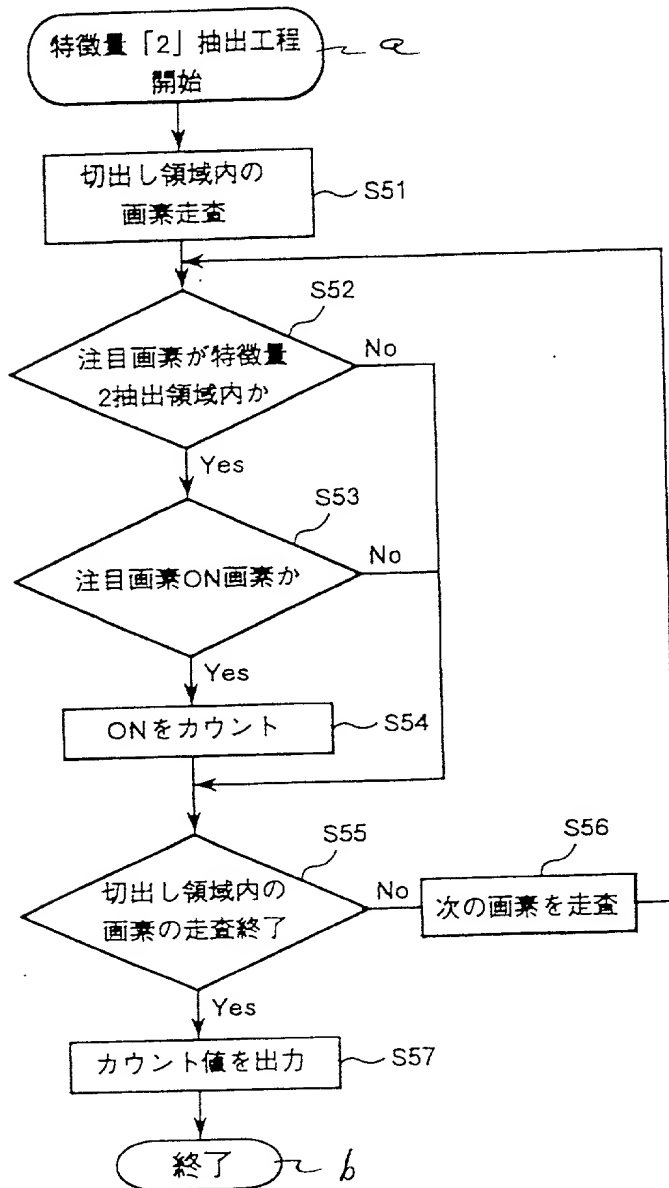 特徴量「2」抽出工程
開始
a
切出し領域内の
画素走査
S51
S52
注目画素が特徴量
2抽出領域内か
No
Yes
S53
注目画素ON画素か
No
Yes
ONをカウント
S54
S55
切出し領域内の
画素の走査終了
No
S56
次の画素を走査
Yes
カウント値を出力
S57
終了
b